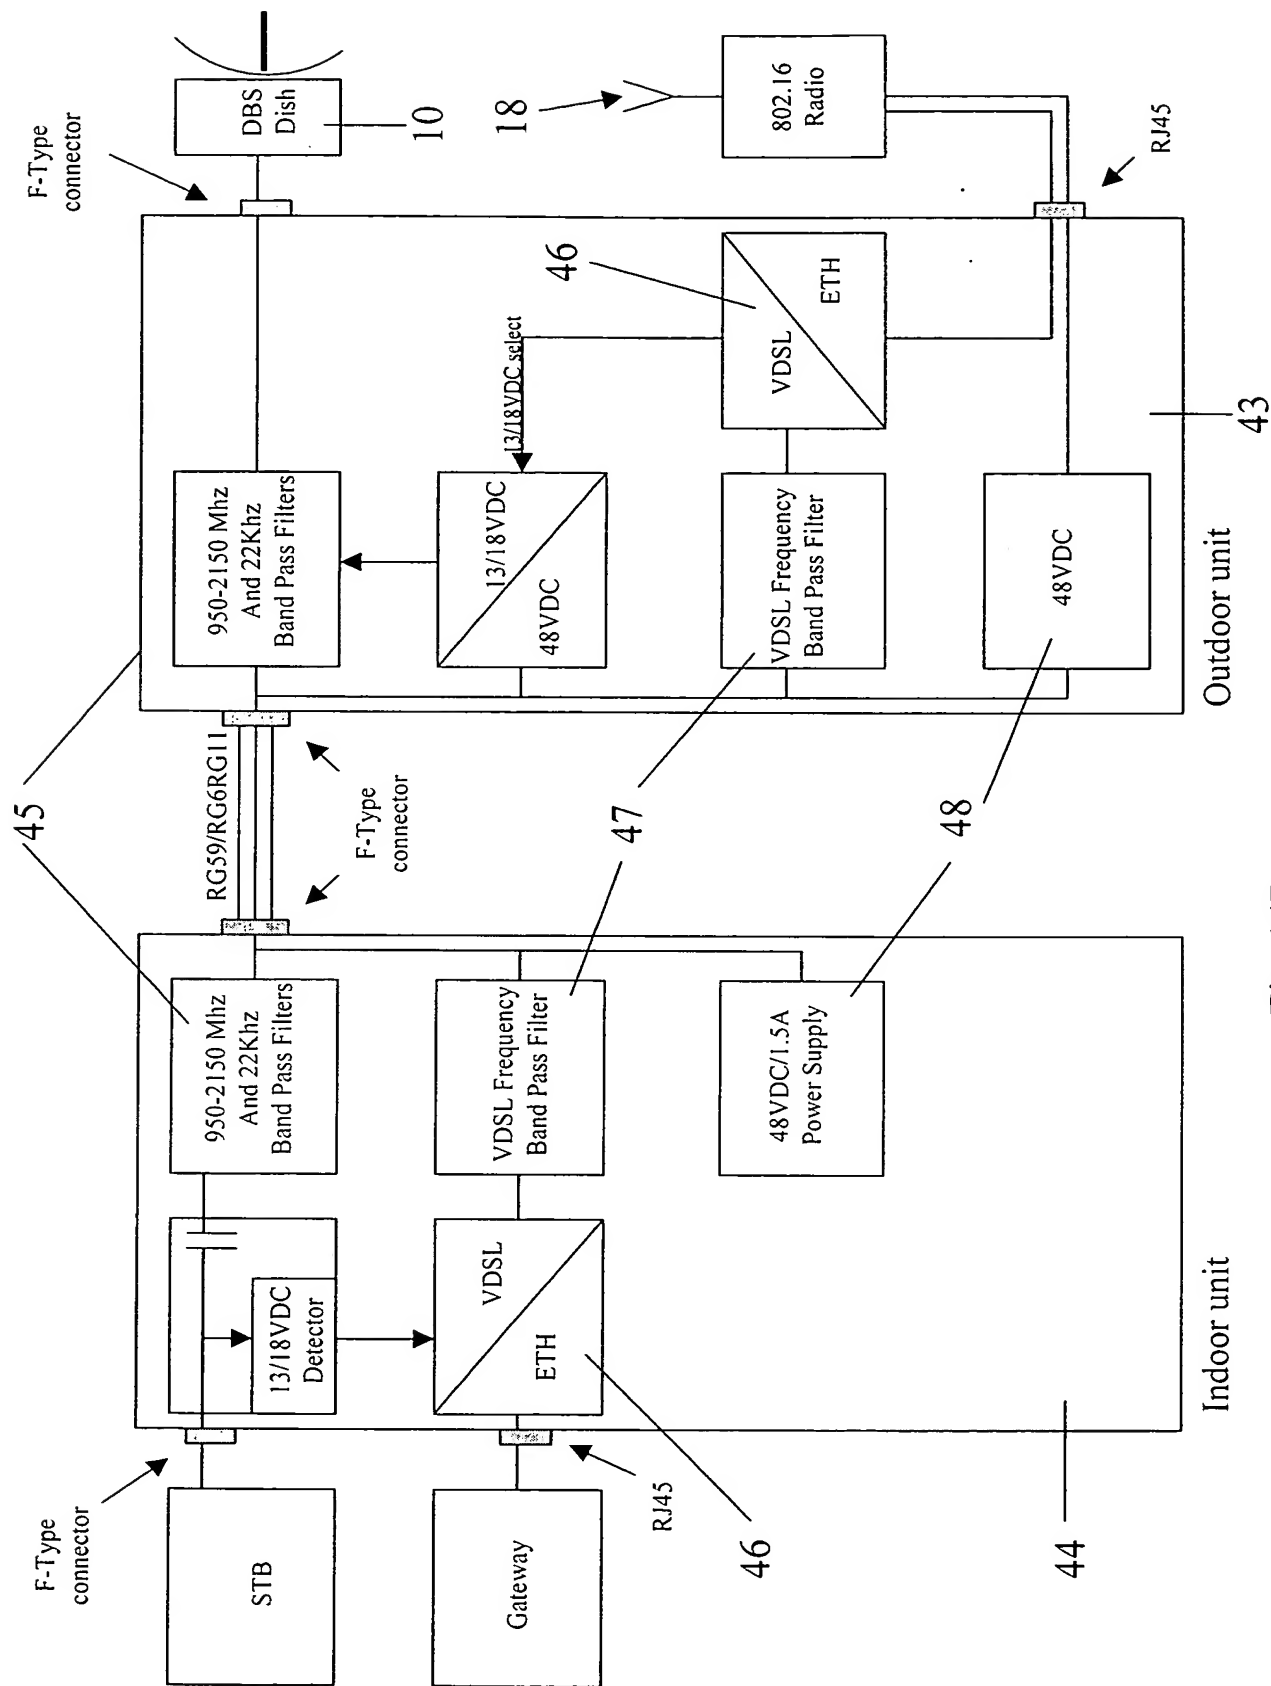 F-Type
connector
STB
F-Type
connector
DBS
Dish
10
18
802.16
Radio
RJ45
45
RG59/RG6RG11
F-Type
connector
950-2150 Mhz
And 22Khz
Band Pass Filters
13/18VDC
Detector
950-2150 Mhz
And 22Khz
Band Pass Filters
13/18VDC
48VDC
13/18VDC select
46
VDSL
ETH
VDSL Frequency
Band Pass Filter
48VDC
43
Outdoor unit
47
48
VDSL
ETH
VDSL Frequency
Band Pass Filter
48VDC/1.5A
Power Supply
Gateway
RJ45
46
44
Indoor unit